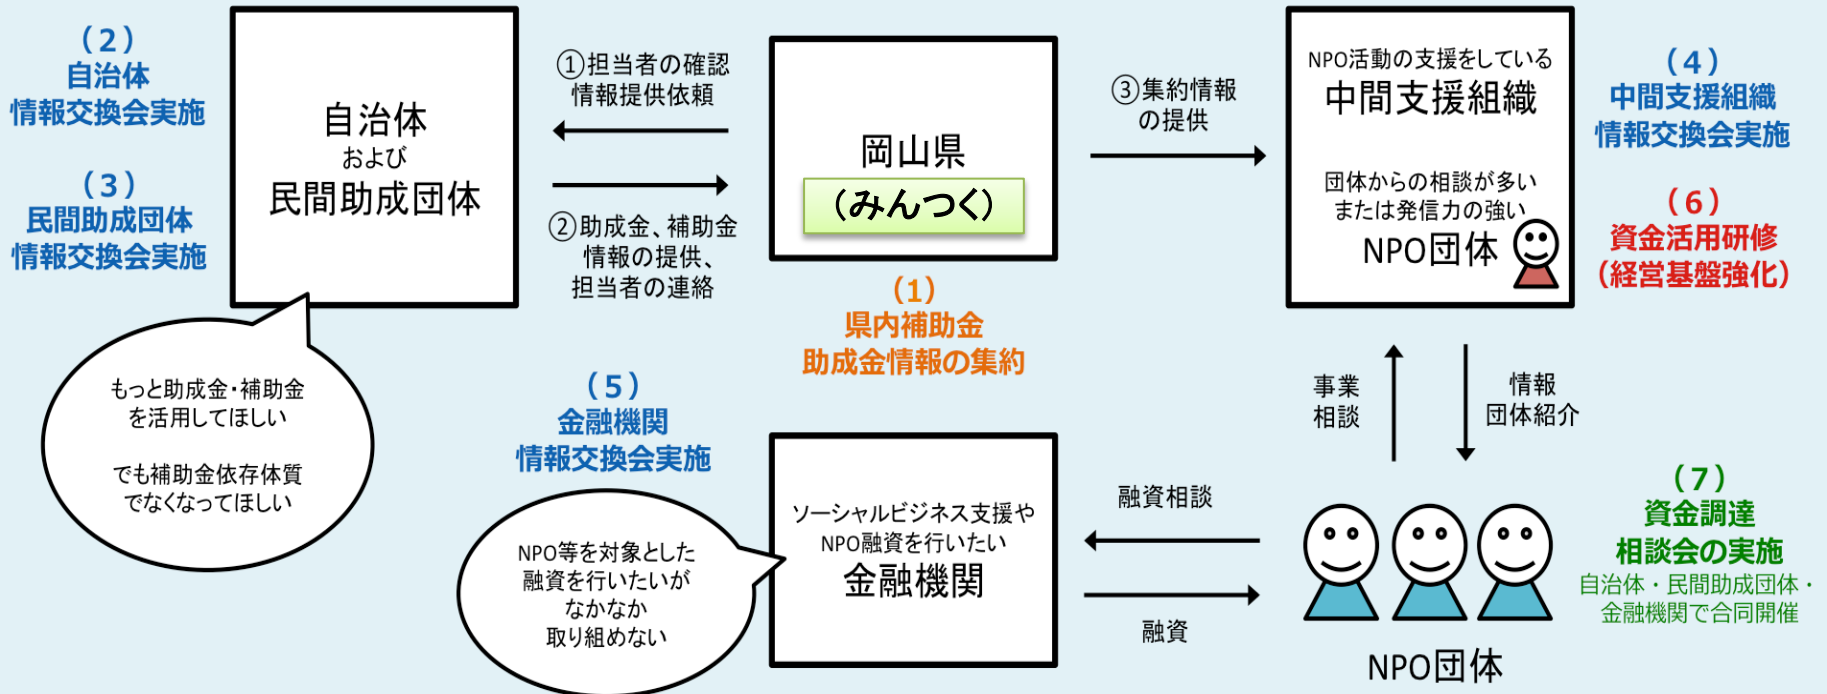 (2)
自治体
情報交換会実施
(3)
民間助成団体
情報交換会実施
自治体
および
民間助成団体
もっと助成金・補助金
を活用してほしい
でも補助金依存体質
でなくなってほしい
①担当者の確認
情報提供依頼
②助成金、補助金
情報の提供、
担当者の連絡
岡山県
(みんつく)
(1)
県内補助金
助成金情報の集約
③集約情報
の提供
NPO活動の支援をしている
中間支援組織
団体からの相談が多い
または発信力の強い
NPO団体
(4)
中間支援組織
情報交換会実施
(6)
資金活用研修
(経営基盤強化)
(5)
金融機関
情報交換会実施
NPO等を対象とした
融資を行いたいが
なかなか
取り組めない
ソーシャルビジネス支援や
NPO融資を行いたい
金融機関
融資相談
融資
事業
相談
情報
団体紹介
NPO団体
(7)
資金調達
相談会の実施
自治体・民間助成団体・
金融機関で合同開催